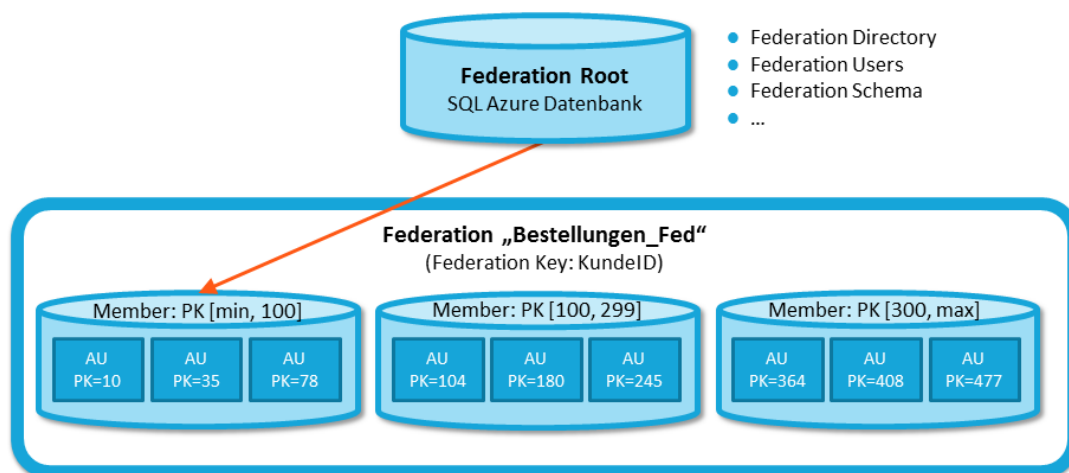 Federation Root
SQL Azure Datenbank
Federation Directory
Federation Users
Federation Schema
...
Federation „Bestellungen_Fed“
(Federation Key: KundeID)
Member: PK [min, 100]
AU
PK=10
AU
PK=35
AU
PK=78
Member: PK [100, 299]
AU
PK=104
AU
PK=180
AU
PK=245
Member: PK [300, max]
AU
PK=364
AU
PK=408
AU
PK=477